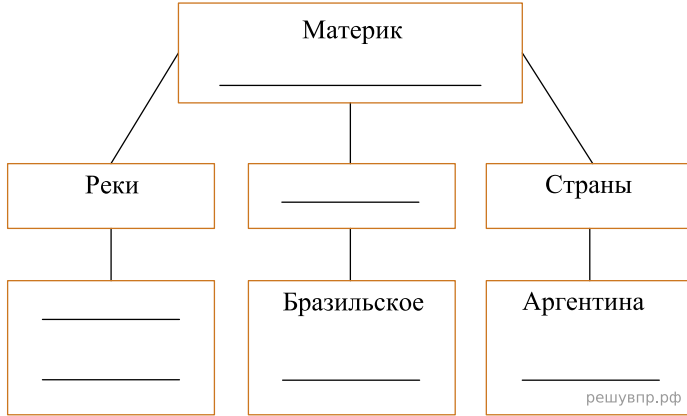 Материк
Реки
Страны
Бразильское
Аргентина
решувпр.рф